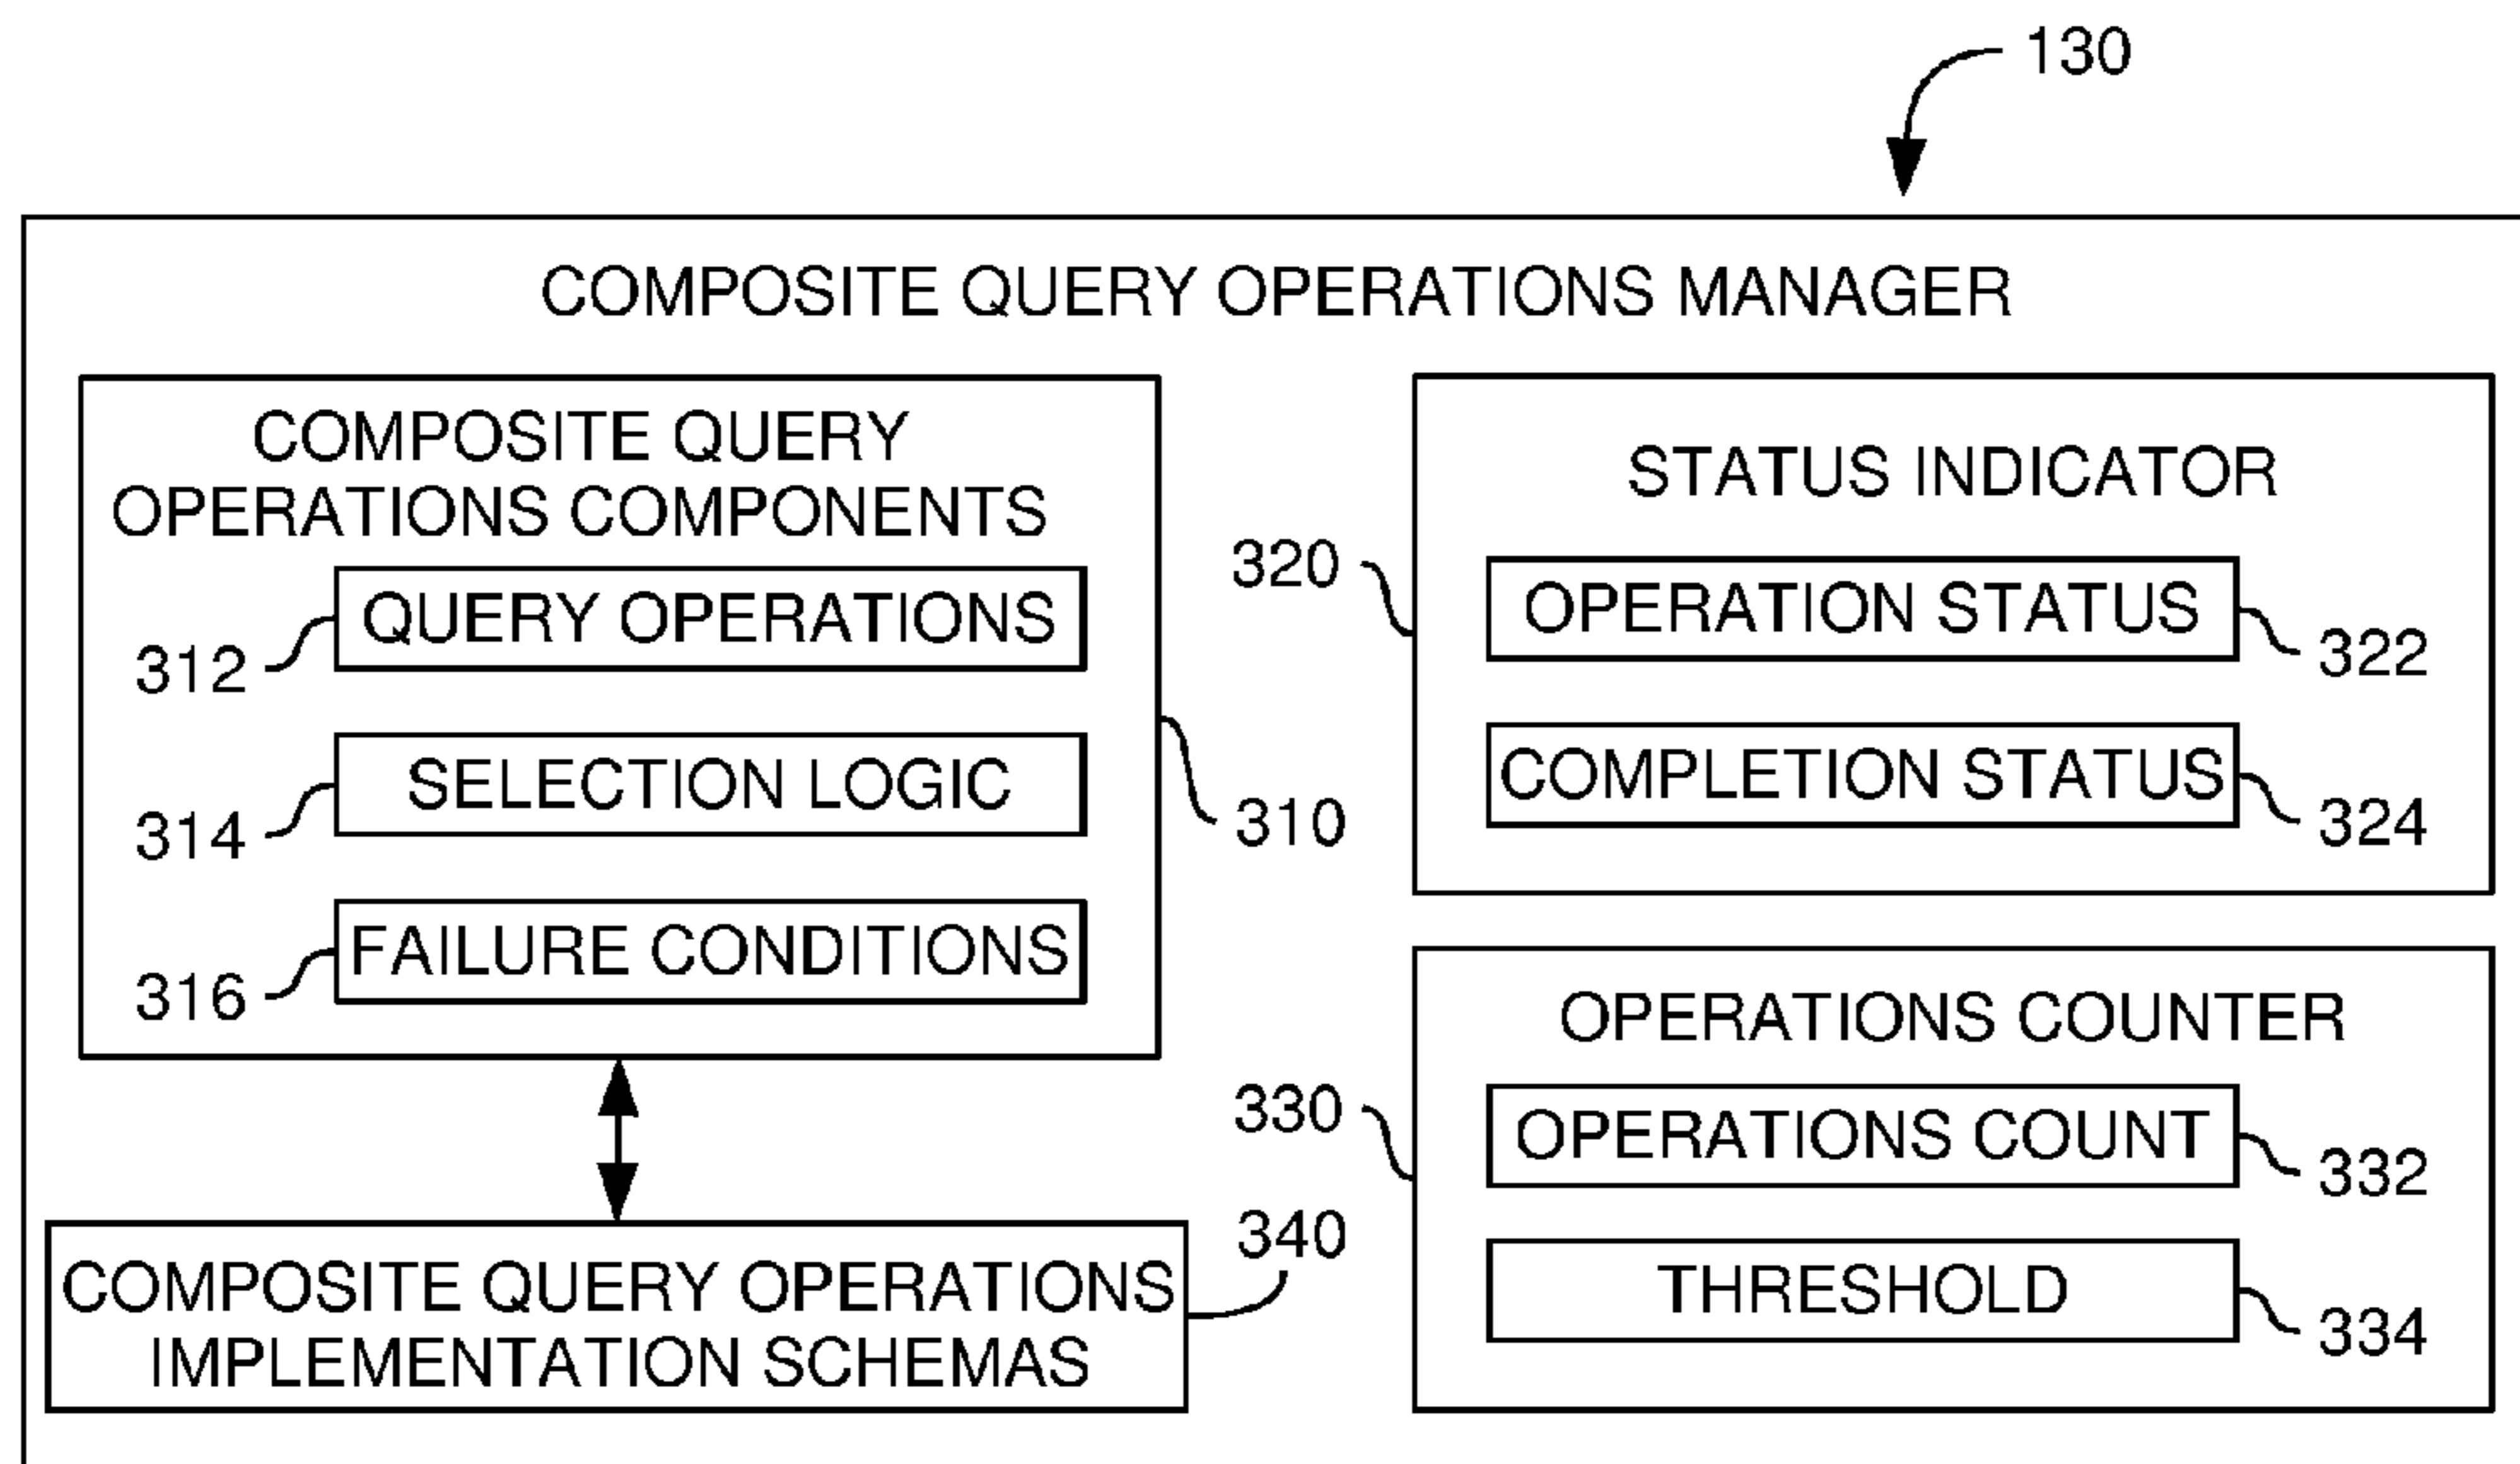 130
COMPOSITE QUERY OPERATIONS MANAGER
COMPOSITE QUERY
OPERATIONS COMPONENTS
QUERY OPERATIONS
312
SELECTION LOGIC
314
FAILURE CONDITIONS
316
310
COMPOSITE QUERY OPERATIONS
IMPLEMENTATION SCHEMAS
340
STATUS INDICATOR
320
OPERATION STATUS
322
COMPLETION STATUS
324
OPERATIONS COUNTER
330
OPERATIONS COUNT
332
THRESHOLD
334